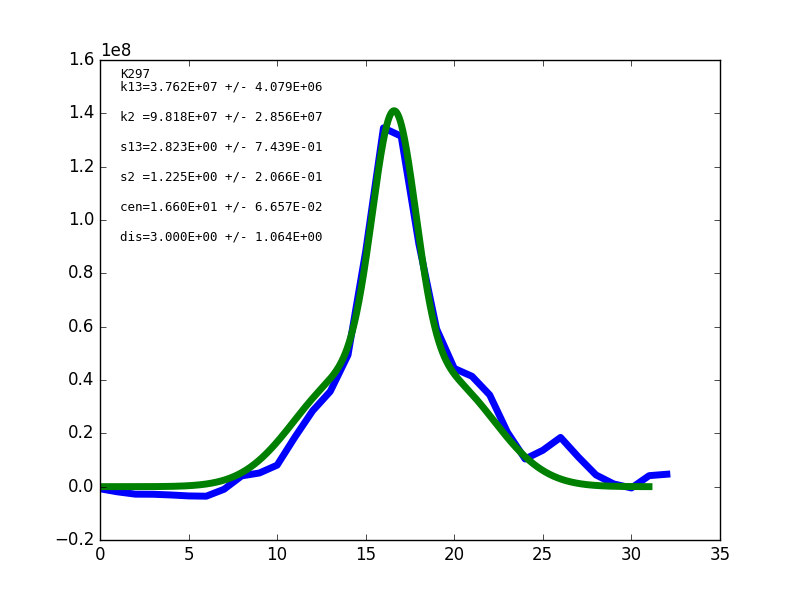 1e8
1.6
1.4
1.2
1.0
0.8
0.6
0.4
0.2
0.0
−0.2
K297
k13=3.762E+07 +/- 4.079E+06
k2 =9.818E+07 +/- 2.856E+07
s13=2.823E+00 +/- 7.439E-01
s2 =1.225E+00 +/- 2.066E-01
cen=1.660E+01 +/- 6.657E-02
dis=3.000E+00 +/- 1.064E+00
0 5 10 15 20 25 30 35